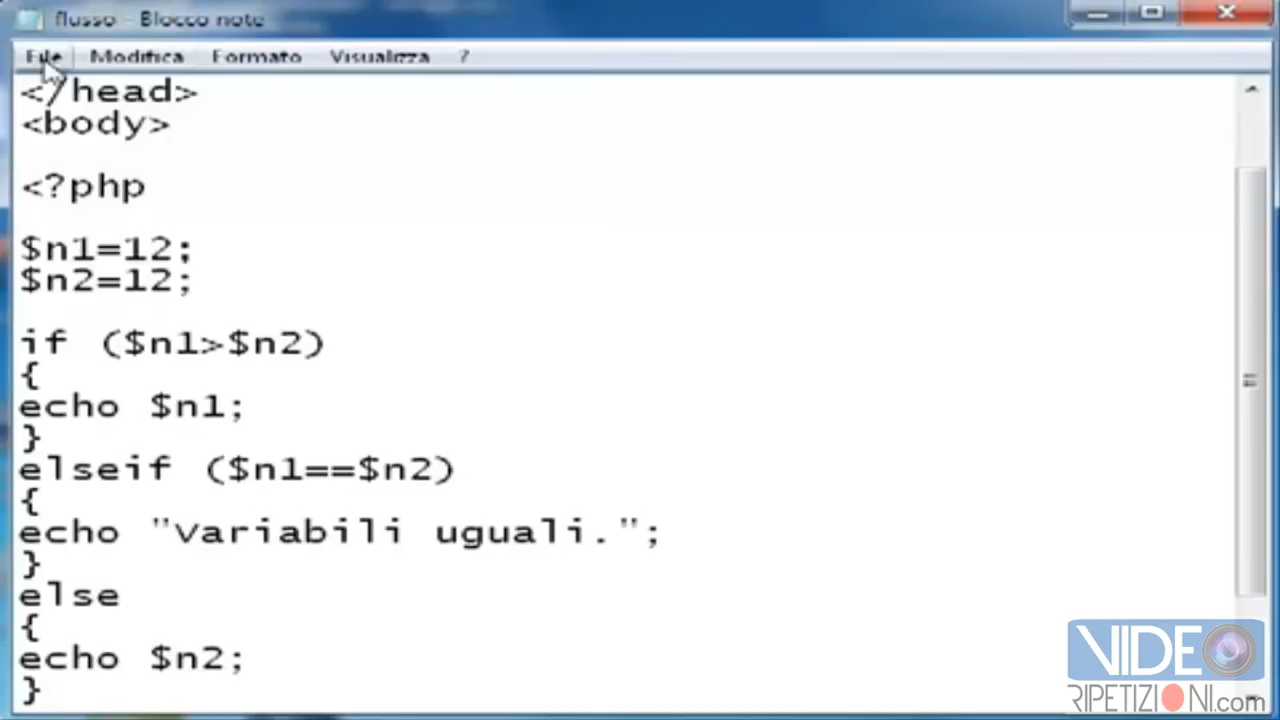 flusso - Blocco note
File Modifica Formato Visualizza ?
</head>
<body>
<?php
$n1=12;
$n2=12;
if ($n1>$n2)
{
echo $n1;
}
elseif ($n1==$n2)
{
echo "Variabili uguali.";
}
else
{
echo $n2;
}
VIDEO
RIPETIZIONI.com